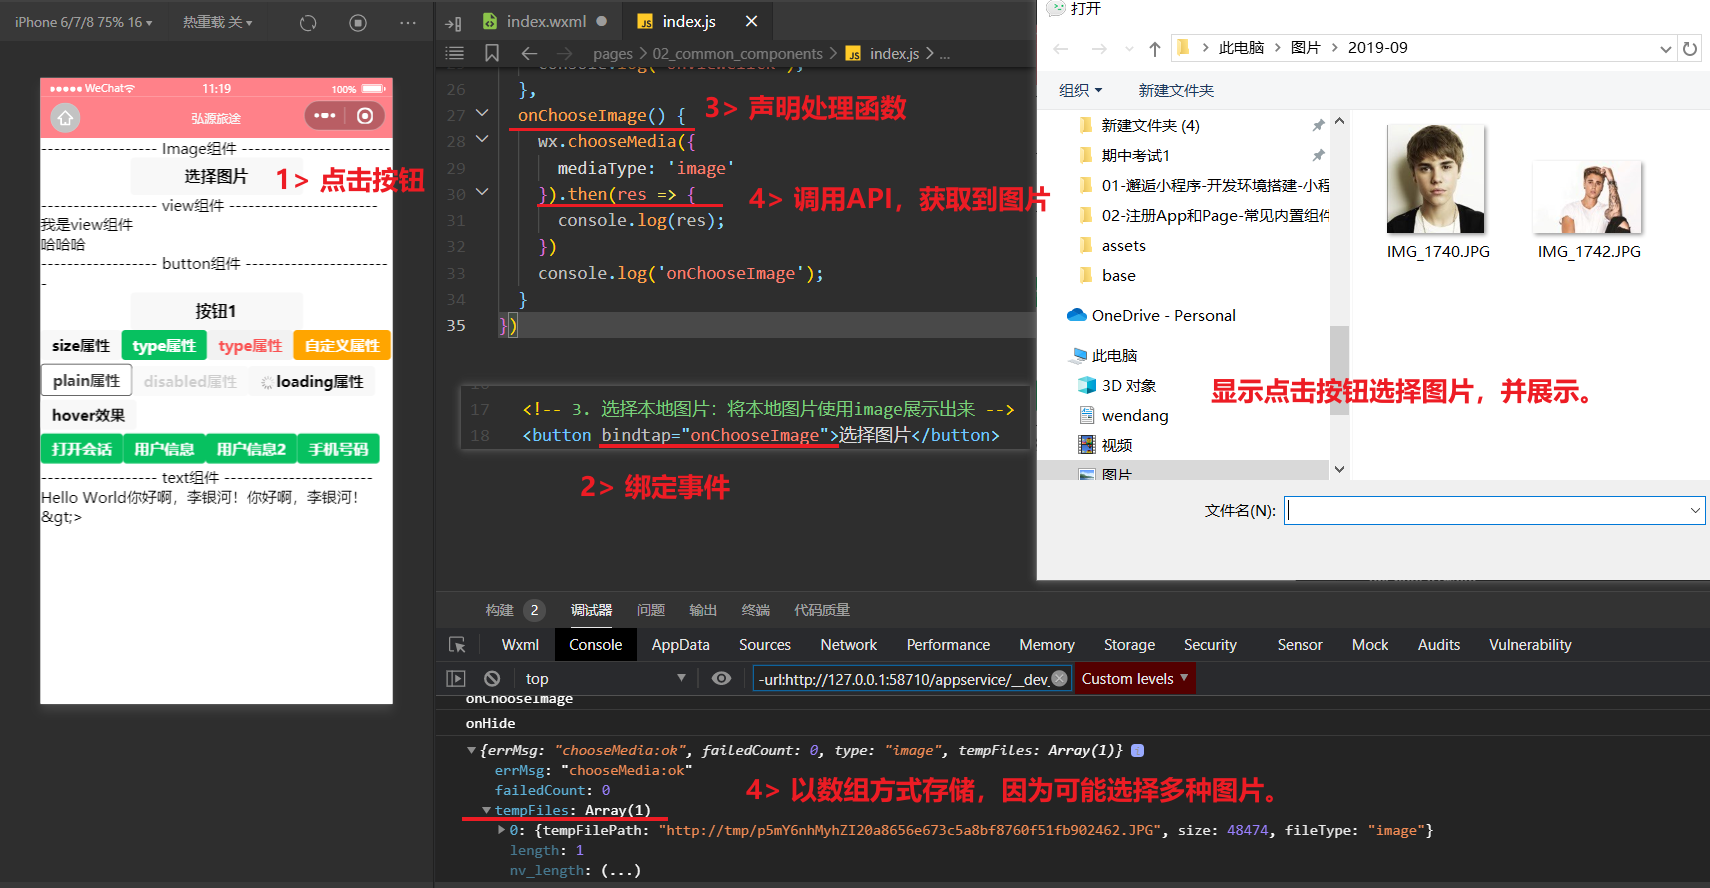 iPhone 6/7/8 75% 16
热重载 关
WeChat
11:19
100%
弘源旅途
------------------ Image组件 -----------------------
选择图片
1> 点击按钮
------------------ view组件 -----------------------
我是view组件
哈哈哈
------------------ button组件 ----------------------
-
按钮1
size属性 type属性 type属性 自定义属性
plain属性 disabled属性 loading属性
hover效果
打开会话 用户信息 用户信息2 手机号码
------------------ text组件 -----------------------
Hello World你好啊，李银河！你好啊，李银河！
&gt;>
index.wxml
index.js
pages > 02_common_components > index.js > ...
26 },
27 onChooseImage() {
3> 声明处理函数
28 wx.chooseMedia({
29 mediaType: 'image'
30 }).then(res => {
4> 调用API，获取到图片
31 console.log(res);
32 })
33 console.log('onChooseImage');
34 }
35 })
17 <!-- 3. 选择本地图片：将本地图片使用image展示出来 -->
18 <button bindtap="onChooseImage">选择图片</button>
2> 绑定事件
打开
此电脑 > 图片 > 2019-09
组织 新建文件夹
新建文件夹 (4)
期中考试1
01-邂逅小程序-开发环境搭建-小程
02-注册App和Page-常见内置组件
assets
base
OneDrive - Personal
此电脑
3D 对象
wendang
视频
图片
IMG_1740.JPG
IMG_1742.JPG
显示点击按钮选择图片，并展示。
文件名(N):
构建 2 调试器 问题 输出 终端 代码质量
Wxml Console AppData Sources Network Performance Memory Storage Security Sensor Mock Audits Vulnerability
top
-url:http://127.0.0.1:58710/appservice/__dev_
Custom levels
onChooseImage
onHide
{errMsg: "chooseMedia:ok", failedCount: 0, type: "image", tempFiles: Array(1)}
errMsg: "chooseMedia:ok"
failedCount: 0
4> 以数组方式存储，因为可能选择多种图片。
tempFiles: Array(1)
0: {tempFilePath: "http://tmp/p5mY6nhMyhZI20a8656e673c5a8bf8760f51fb902462.JPG", size: 48474, fileType: "image"}
length: 1
nv_length: (...)